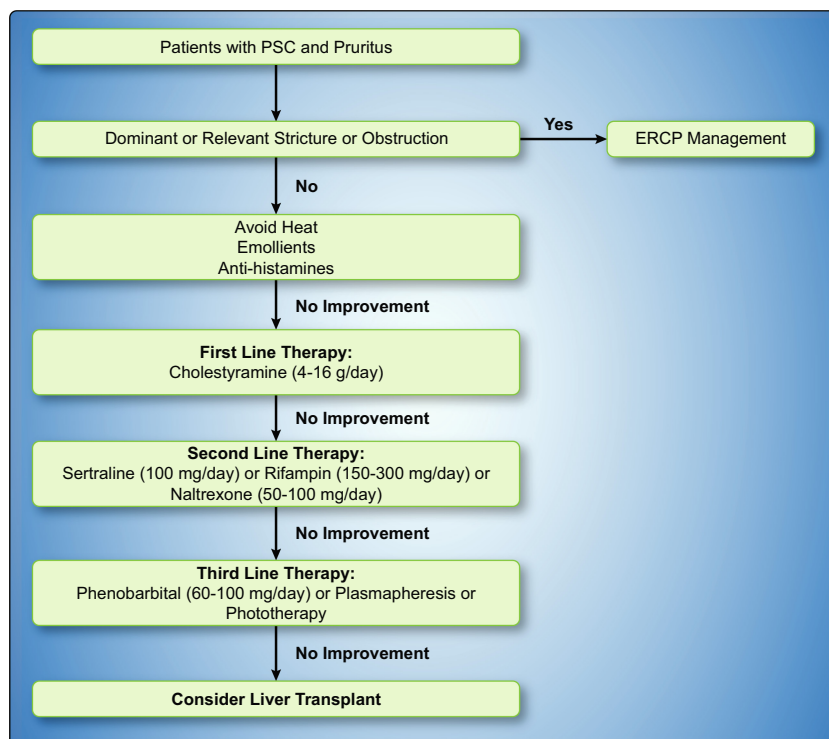 Patients with PSC and Pruritus
Dominant or Relevant Stricture or Obstruction
Yes
ERCP Management
No
Avoid Heat
Emollients
Anti-histamines
No Improvement
First Line Therapy:
Cholestyramine (4-16 g/day)
No Improvement
Second Line Therapy:
Sertraline (100 mg/day) or Rifampin (150-300 mg/day) or
Naltrexone (50-100 mg/day)
No Improvement
Third Line Therapy:
Phenobarbital (60-100 mg/day) or Plasmapheresis or
Phototherapy
No Improvement
Consider Liver Transplant